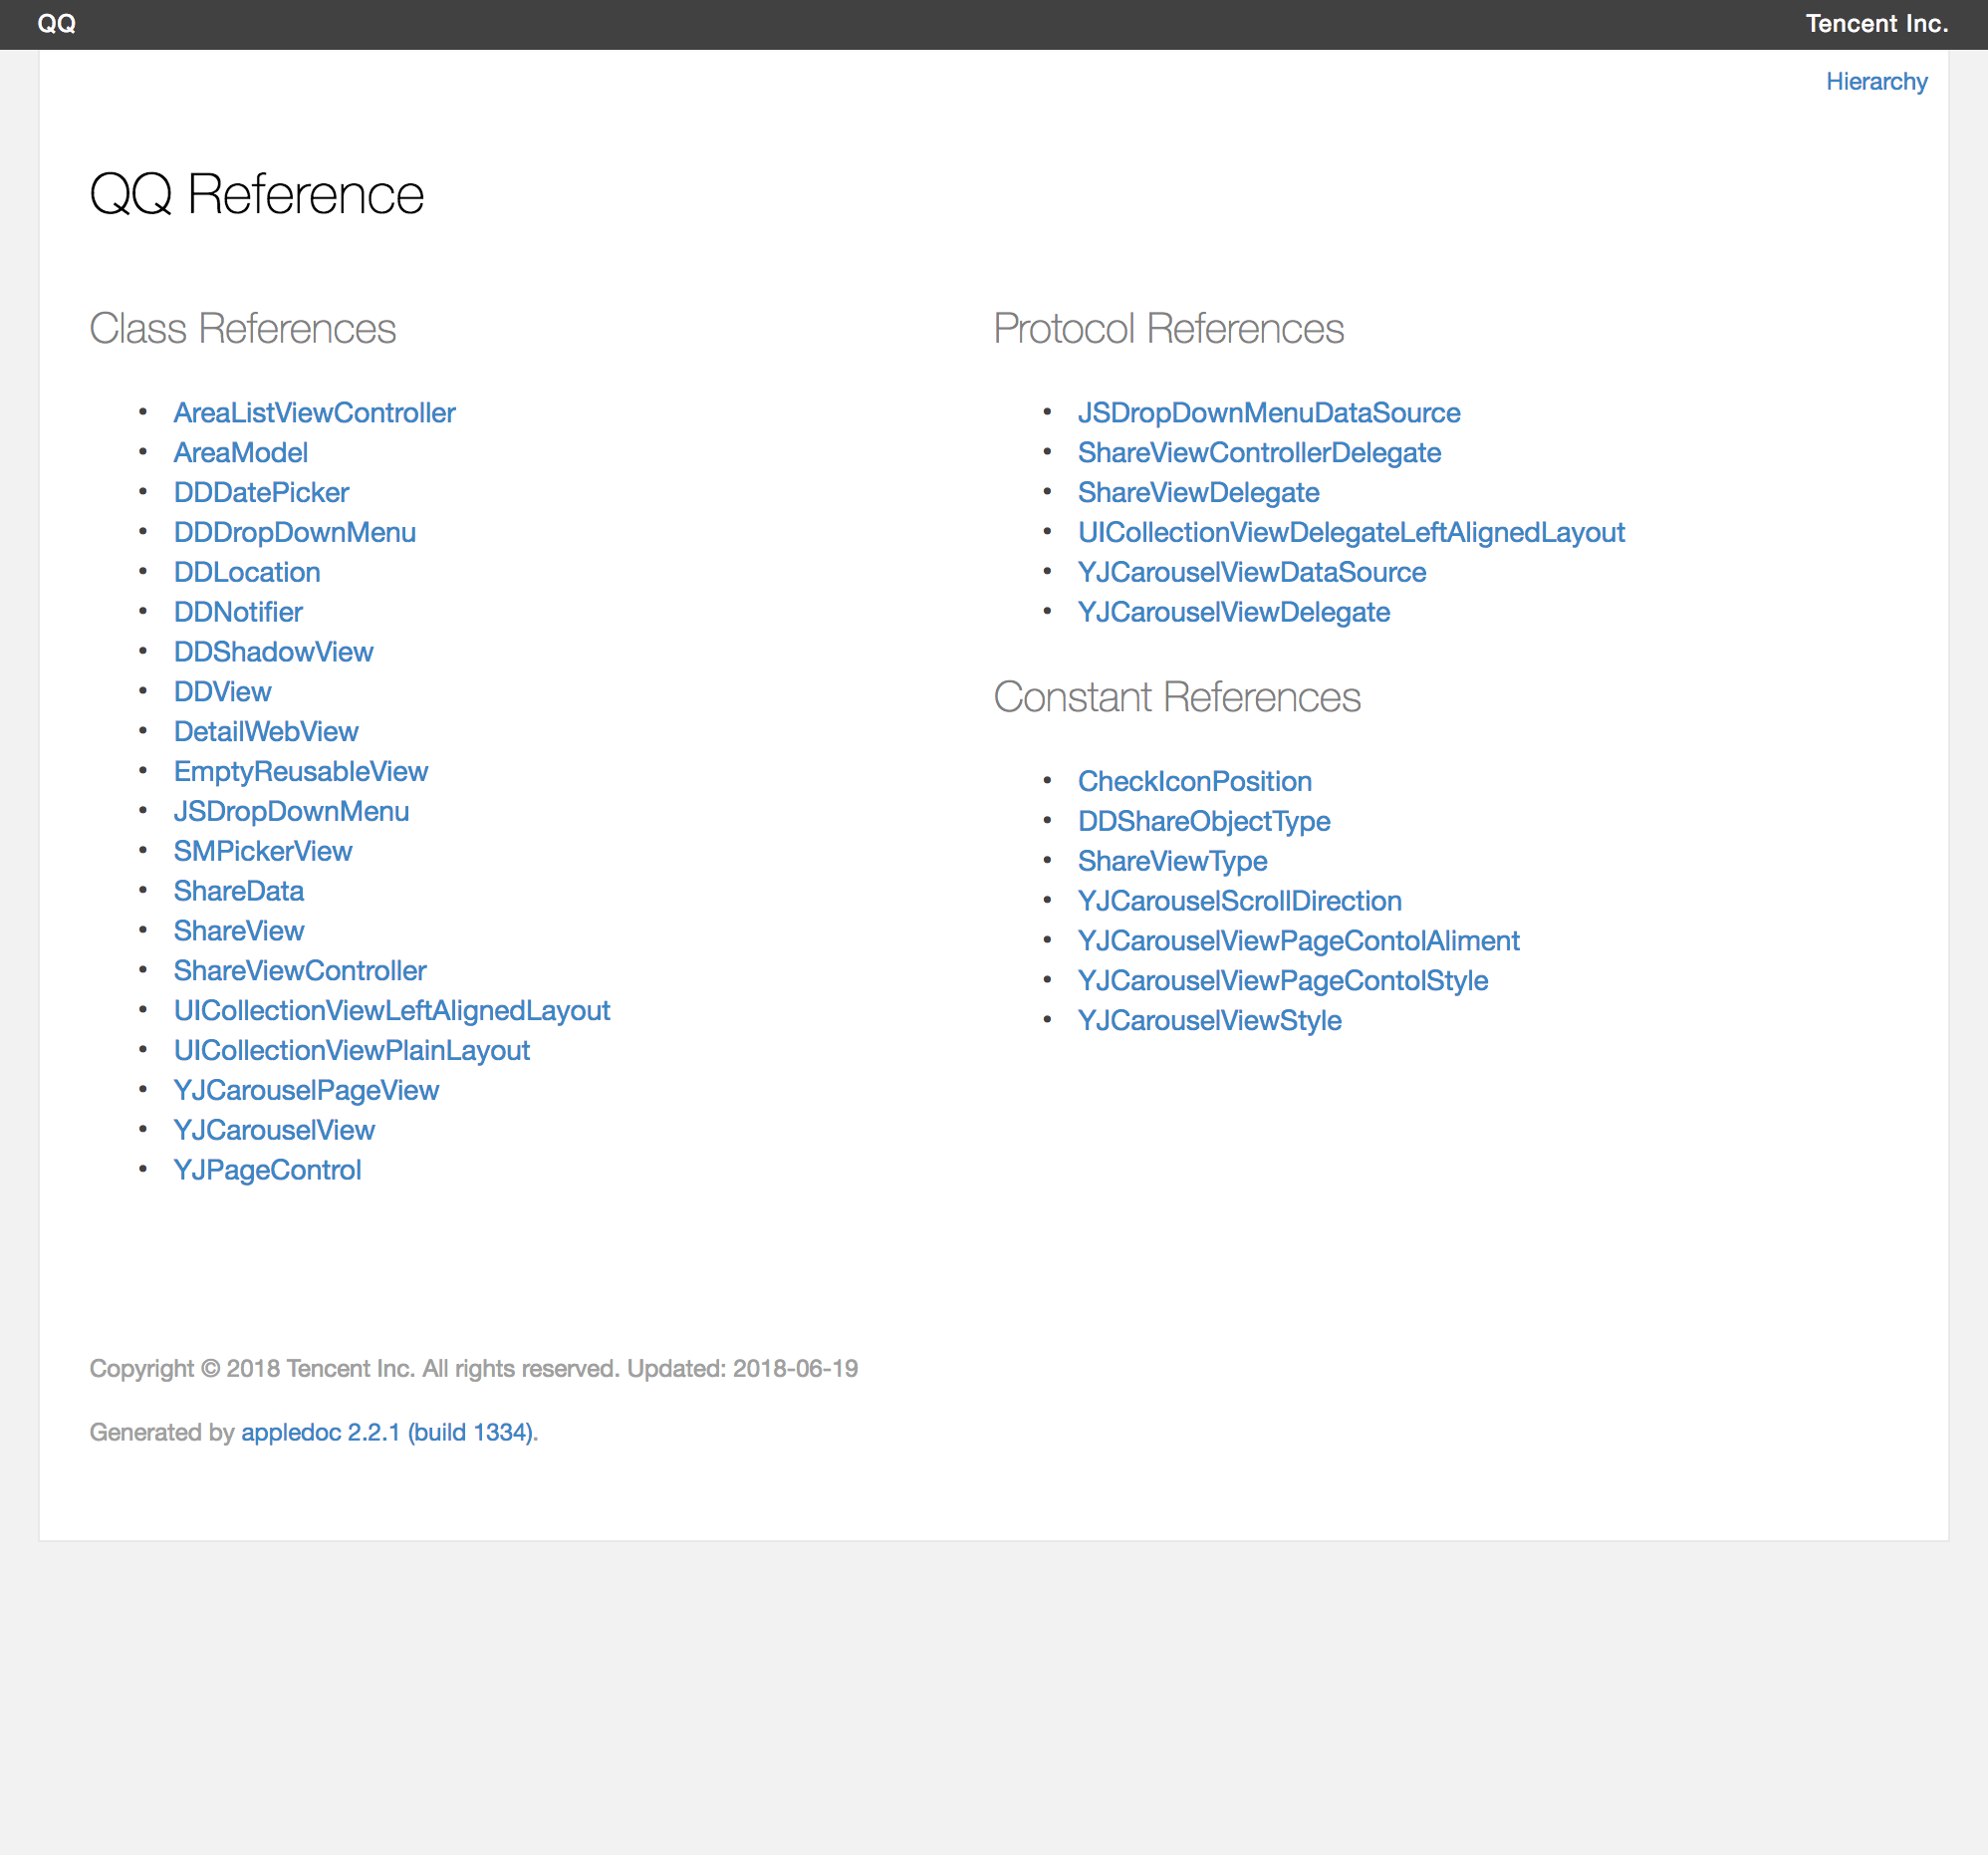 QQ
Tencent Inc.
Hierarchy
QQ Reference
Class References
AreaListViewController
AreaModel
DDDatePicker
DDDropDownMenu
DDLocation
DDNotifier
DDShadowView
DDView
DetailWebView
EmptyReusableView
JSDropDownMenu
SMPickerView
ShareData
ShareView
ShareViewController
UICollectionViewLeftAlignedLayout
UICollectionViewPlainLayout
YJCarouselPageView
YJCarouselView
YJPageControl
Protocol References
JSDropDownMenuDataSource
ShareViewControllerDelegate
ShareViewDelegate
UICollectionViewDelegateLeftAlignedLayout
YJCarouselViewDataSource
YJCarouselViewDelegate
Constant References
CheckIconPosition
DDShareObjectType
ShareViewType
YJCarouselScrollDirection
YJCarouselViewPageContolAliment
YJCarouselViewPageContolStyle
YJCarouselViewStyle
Copyright © 2018 Tencent Inc. All rights reserved. Updated: 2018-06-19
Generated by appledoc 2.2.1 (build 1334).